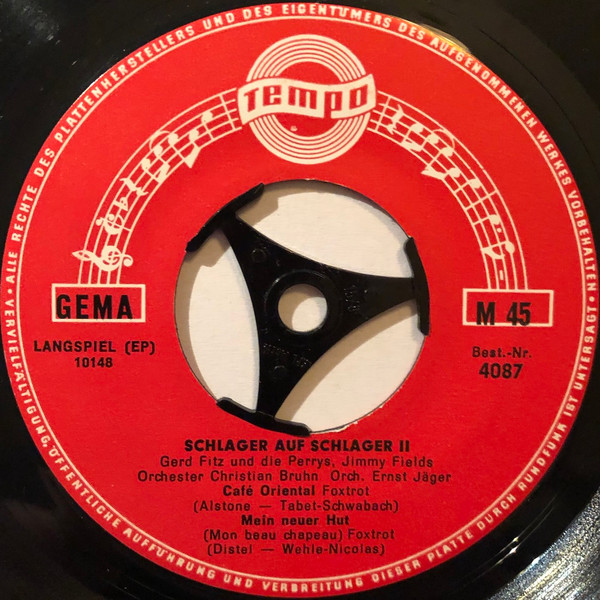 • ALLE RECHTE DES PLATTENHERSTELLERS UND DES EIGENTÜMERS DES AUFGENOMMENEN WERKES VORBEHALTEN •
VERVIELFÄLTIGUNG, ÖFFENTLICHE AUFFÜHRUNG UND VERBREITUNG DIESER PLATTE DURCH RUNDFUNK IST UNTERSAGT •
TEMPO
GEMA
M 45
LANGSPIEL (EP)
10148
Best.-Nr.
4087
SCHLAGER AUF SCHLAGER II
Gerd Fitz und die Perrys, Jimmy Fields
Orchester Christian Bruhn Orch. Ernst Jäger
Café Oriental Foxtrot
(Alstone — Tabet-Schwabach)
Mein neuer Hut
(Mon beau chapeau) Foxtrot
(Distel — Wehle-Nicolas)